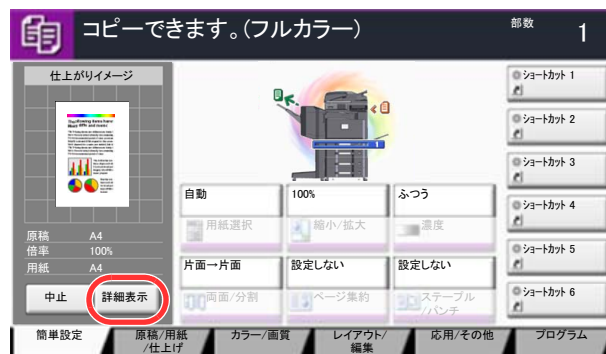 コピーできます。(フルカラー)
部数 1
仕上がりイメージ
原稿 A4
倍率 100%
用紙 A4
中止
詳細表示
自動
用紙選択
100%
縮小/拡大
ふつう
濃度
片面→片面
両面/分割
設定しない
ページ集約
設定しない
ステープル
/パンチ
1
ショートカット 1
ショートカット 2
ショートカット 3
ショートカット 4
ショートカット 5
ショートカット 6
簡単設定
原稿/用紙
/仕上げ
カラー/画質
レイアウト/
編集
応用/その他
プログラム